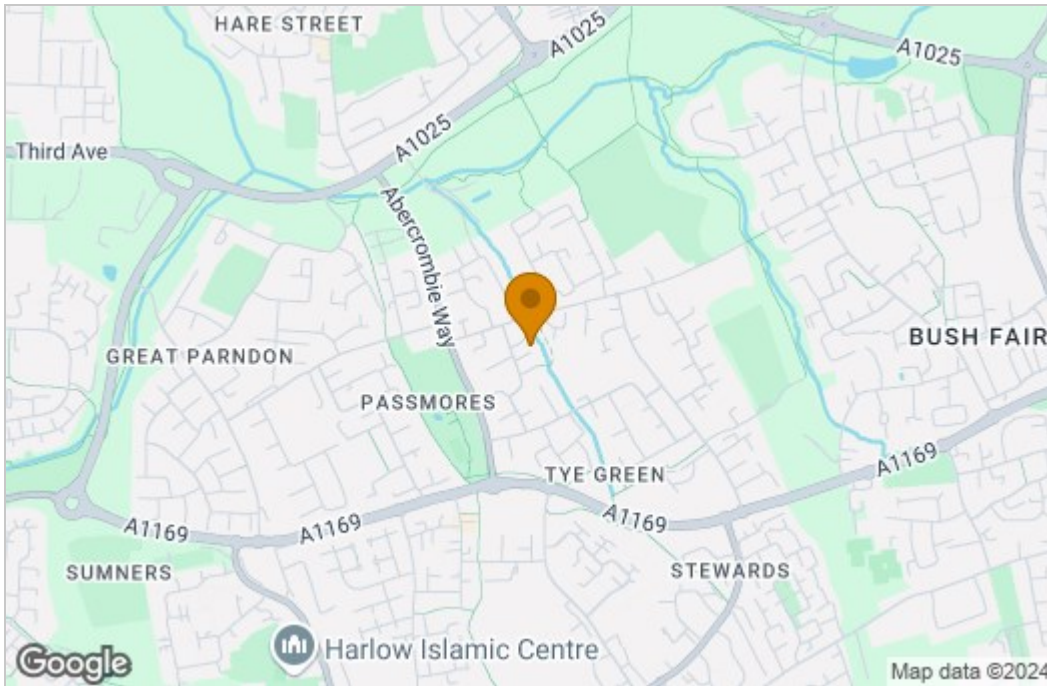 HARE STREET
A1025
A1025
A1025
Third Ave
Abercrombie Way
BUSH FAIR
GREAT PARNDON
PASSMORES
TYE GREEN
A1169
A1169
A1169
A1169
SUMNERS
STEWARDS
Harlow Islamic Centre
Google
Map data ©2024